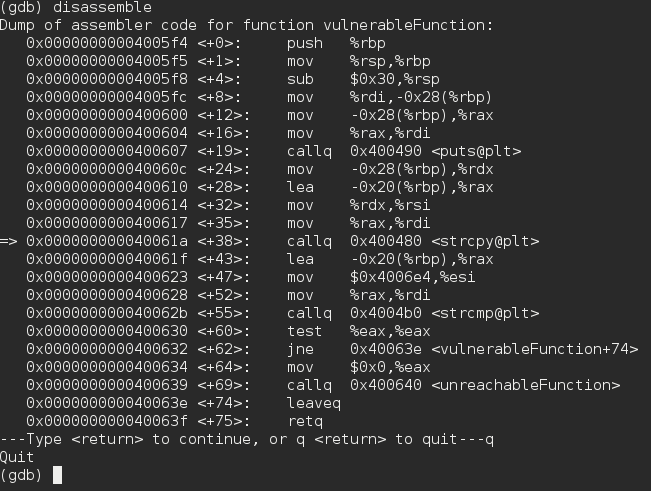 (gdb) disassemble
Dump of assembler code for function vulnerableFunction:
   0x00000000004005f4 <+0>:	push   %rbp
   0x00000000004005f5 <+1>:	mov    %rsp,%rbp
   0x00000000004005f8 <+4>:	sub    $0x30,%rsp
   0x00000000004005fc <+8>:	mov    %rdi,-0x28(%rbp)
   0x0000000000400600 <+12>:	mov    -0x28(%rbp),%rax
   0x0000000000400604 <+16>:	mov    %rax,%rdi
   0x0000000000400607 <+19>:	callq  0x400490 <puts@plt>
   0x000000000040060c <+24>:	mov    -0x28(%rbp),%rdx
   0x0000000000400610 <+28>:	lea    -0x20(%rbp),%rax
   0x0000000000400614 <+32>:	mov    %rdx,%rsi
   0x0000000000400617 <+35>:	mov    %rax,%rdi
=> 0x000000000040061a <+38>:	callq  0x400480 <strcpy@plt>
   0x000000000040061f <+43>:	lea    -0x20(%rbp),%rax
   0x0000000000400623 <+47>:	mov    $0x4006e4,%esi
   0x0000000000400628 <+52>:	mov    %rax,%rdi
   0x000000000040062b <+55>:	callq  0x4004b0 <strcmp@plt>
   0x0000000000400630 <+60>:	test   %eax,%eax
   0x0000000000400632 <+62>:	jne    0x40063e <vulnerableFunction+74>
   0x0000000000400634 <+64>:	mov    $0x0,%eax
   0x0000000000400639 <+69>:	callq  0x400640 <unreachableFunction>
   0x000000000040063e <+74>:	leaveq
   0x000000000040063f <+75>:	retq
---Type <return> to continue, or q <return> to quit---q
Quit
(gdb)